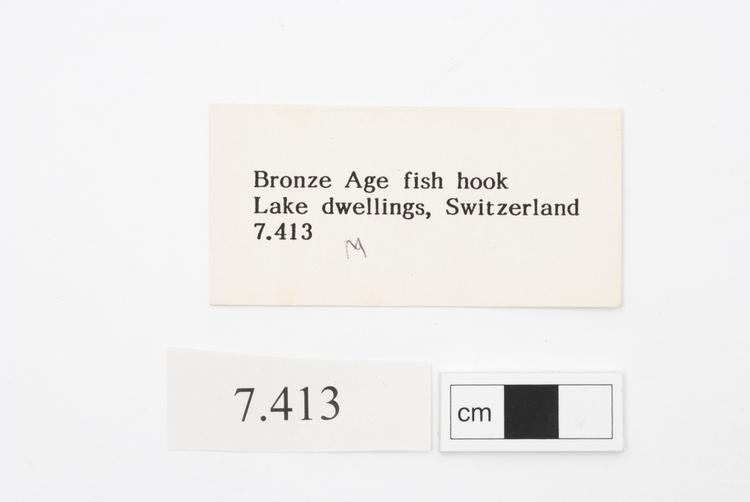 Bronze Age fish hook
Lake dwellings, Switzerland
7.413
M
7.413
cm